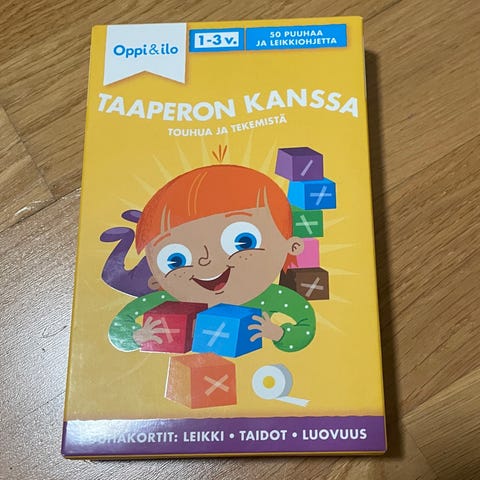 Oppi&ilo
1-3 v.
50 PUUHAA
JA LEIKKIOHJETTA
TAAPERON KANSSA
TOUHUA JA TEKEMISTÄ
LEIKKI • TAIDOT • LUOVUUS